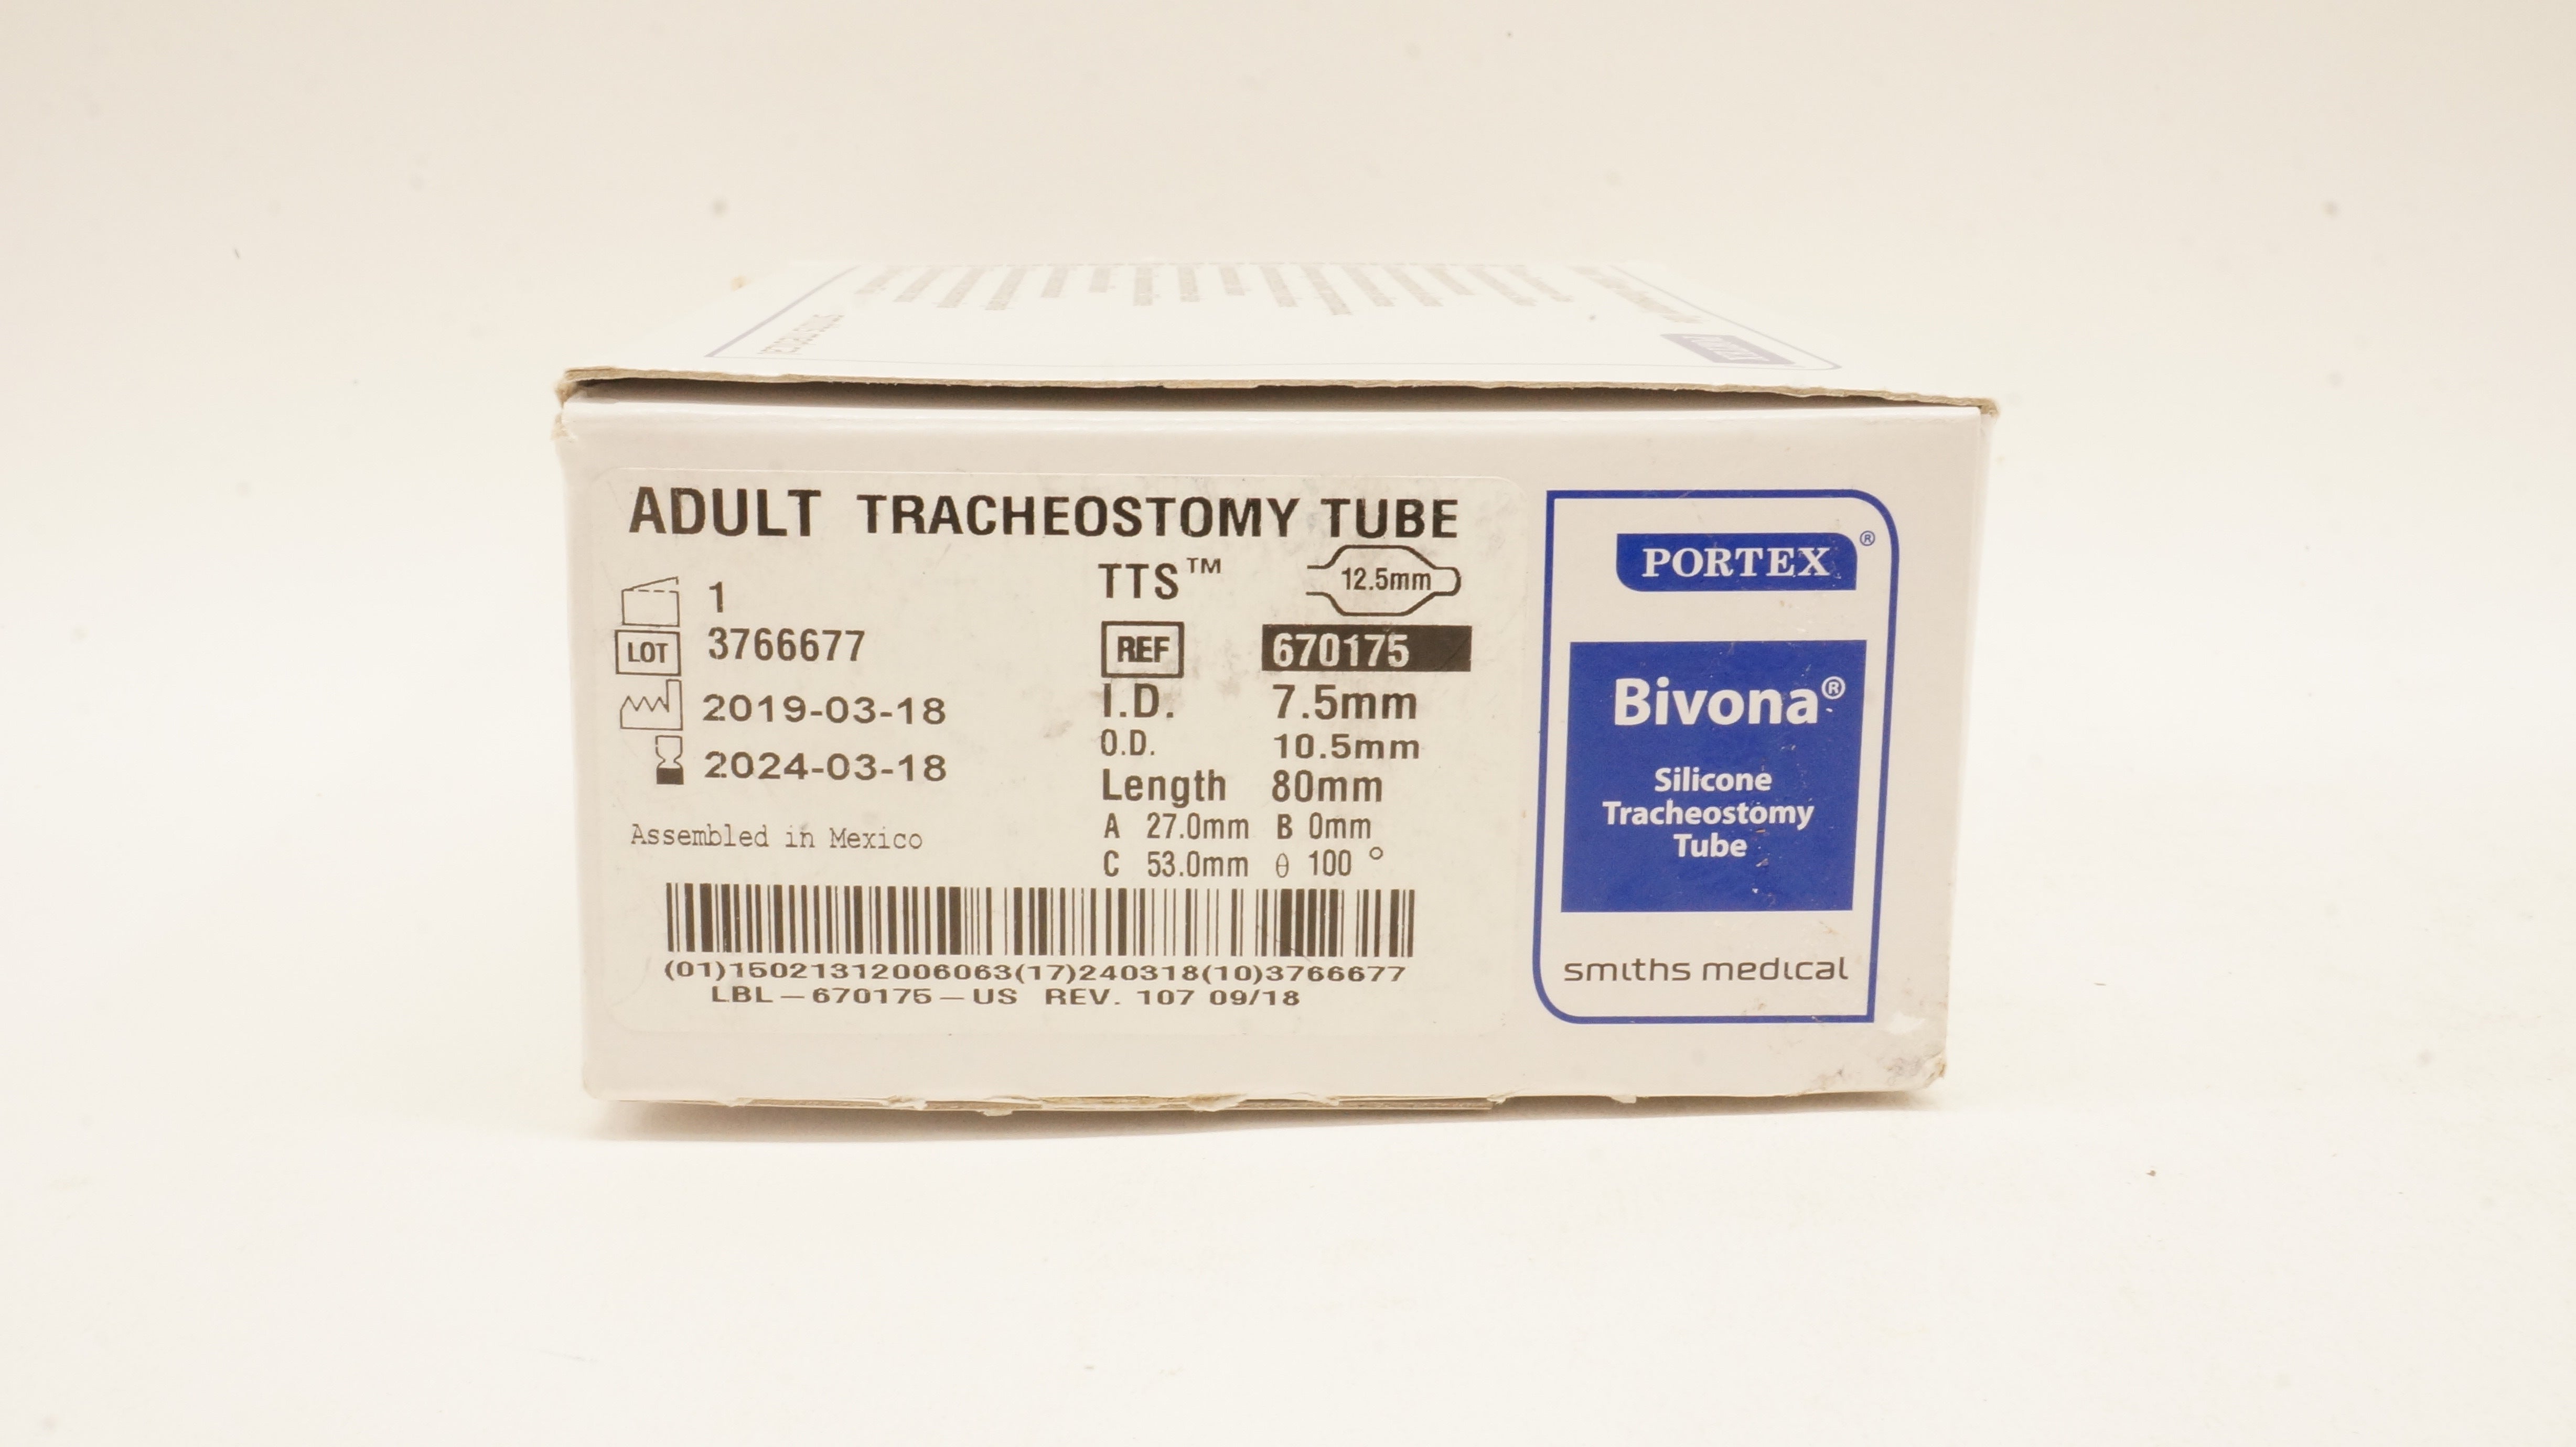 ADULT TRACHEOSTOMY TUBE
TTS™ 12.5mm
1
LOT 3766677
2019-03-18
2024-03-18
Assembled in Mexico
REF 670175
I.D. 7.5mm
O.D. 10.5mm
Length 80mm
A 27.0mm B 0mm
C 53.0mm θ 100 °
(01)15021312006063(17)240318(10)3766677
LBL-670175-US REV. 107 09/18
PORTEX®
Bivona®
Silicone
Tracheostomy
Tube
smiths medical